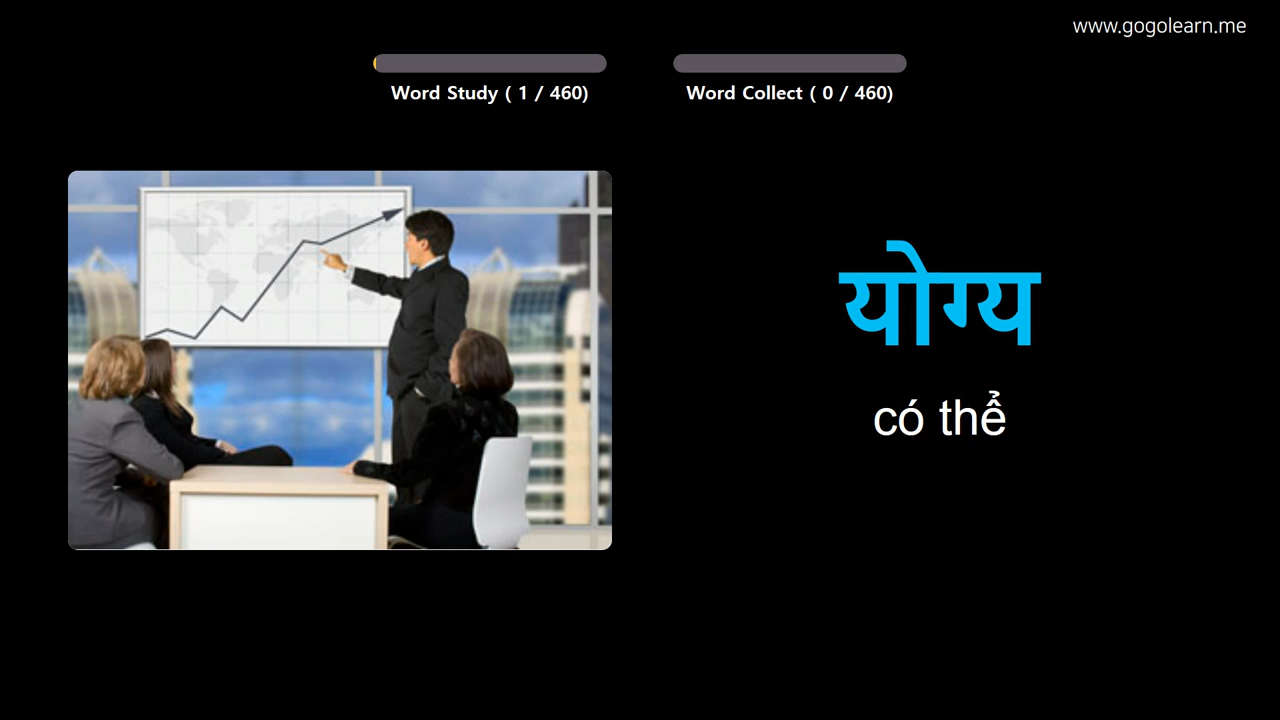 www.gogolearn.me
Word Study ( 1 / 460)
Word Collect ( 0 / 460)
योग्य
có thể